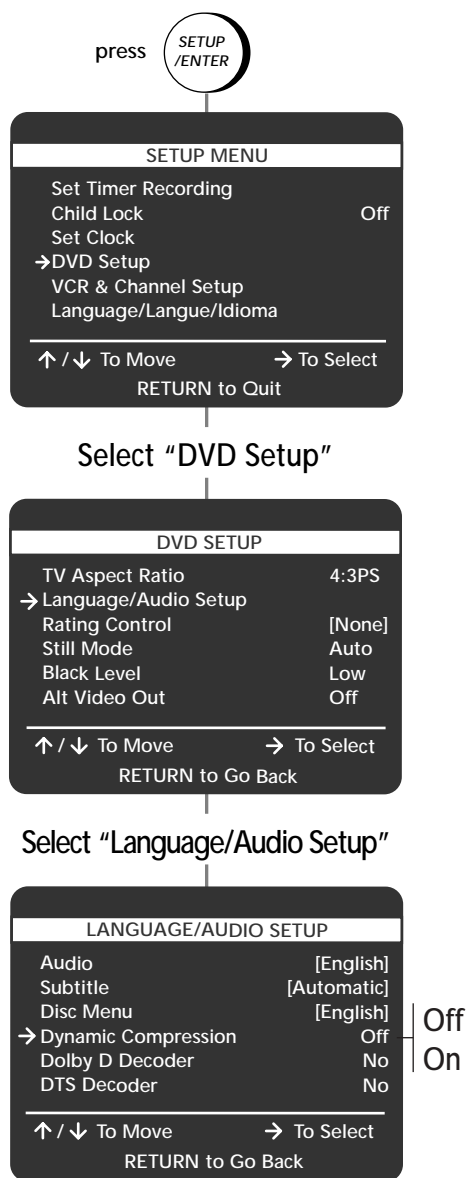 press SETUP
/ENTER
SETUP MENU
Set Timer Recording
Child Lock Off
Set Clock
→DVD Setup
VCR & Channel Setup
Language/Langue/Idioma
↑ / ↓ To Move → To Select
RETURN to Quit
Select “DVD Setup”
DVD SETUP
TV Aspect Ratio 4:3PS
→ Language/Audio Setup
Rating Control [None]
Still Mode Auto
Black Level Low
Alt Video Out Off
↑ / ↓ To Move → To Select
RETURN to Go Back
Select “Language/Audio Setup”
LANGUAGE/AUDIO SETUP
Audio [English]
Subtitle [Automatic]
Disc Menu [English]
→ Dynamic Compression Off
Dolby D Decoder No
DTS Decoder No
↑ / ↓ To Move → To Select
RETURN to Go Back
Off
On